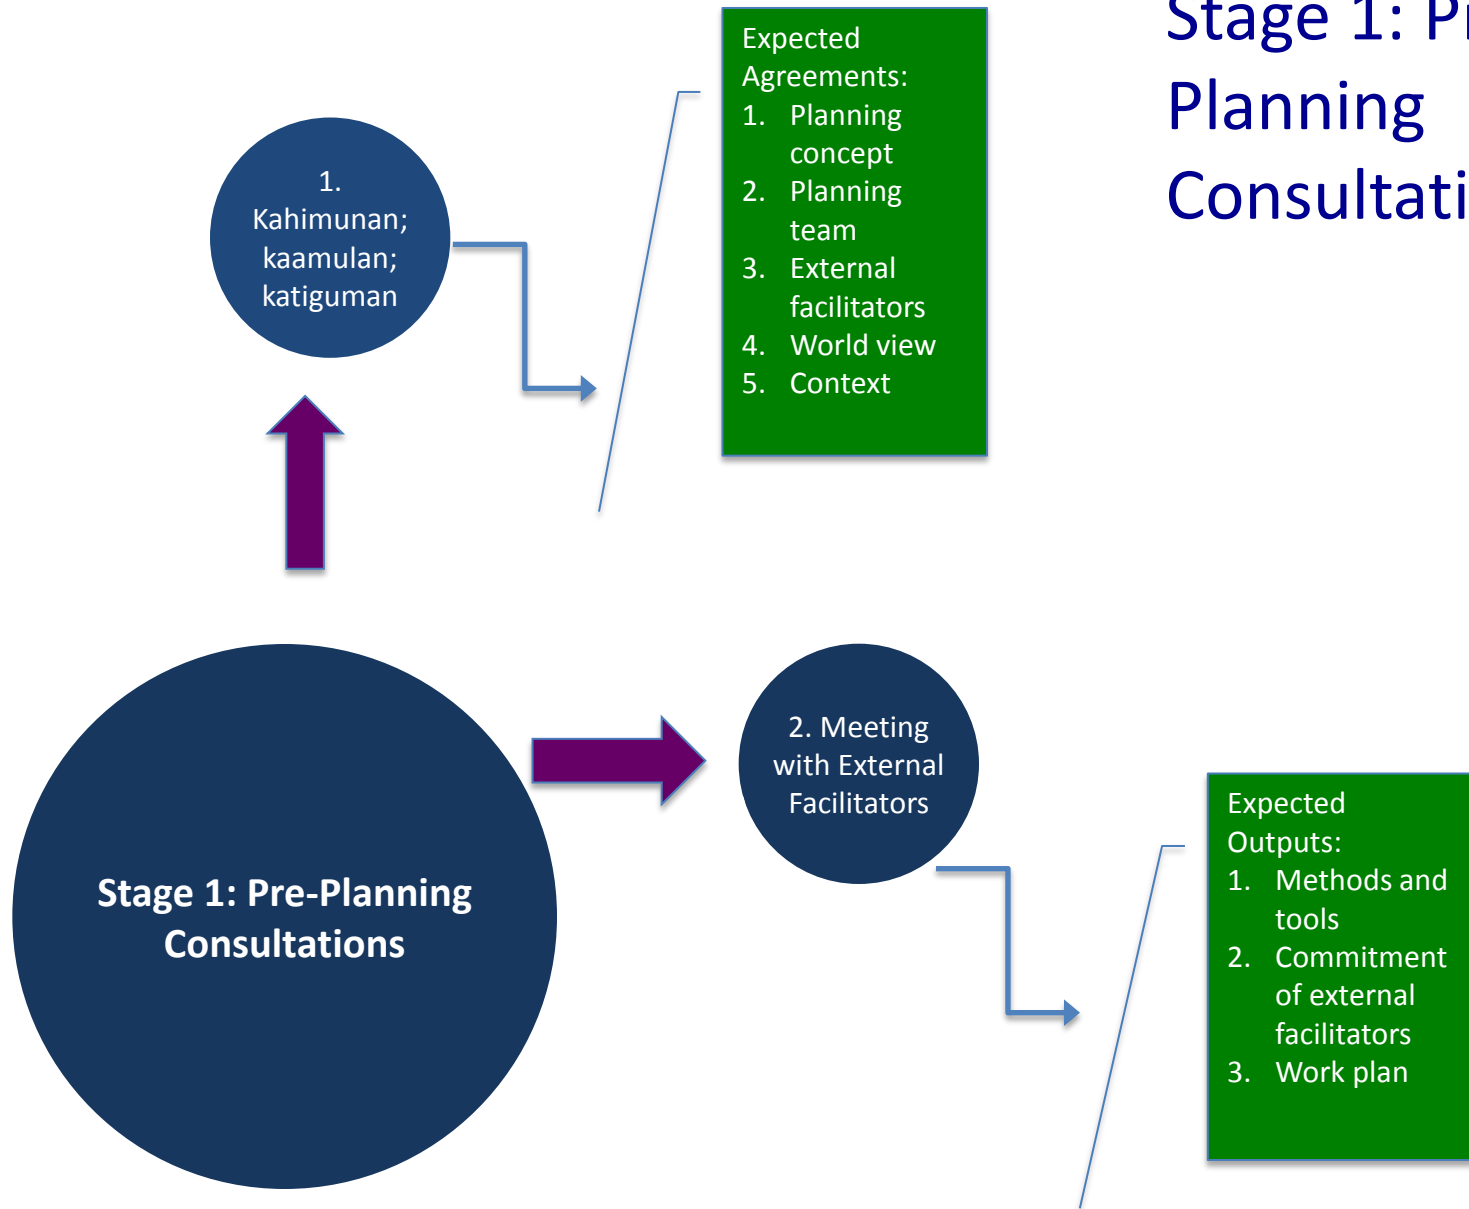 Stage 1: Pr
Planning
Consultati
Expected
Agreements:
1. Planning
concept
2. Planning
team
3. External
facilitators
4. World view
5. Context
1.
Kahimunan;
kaamulan;
katiguman
2. Meeting
with External
Facilitators
Stage 1: Pre-Planning
Consultations
Expected
Outputs:
1. Methods and
tools
2. Commitment
of external
facilitators
3. Work plan